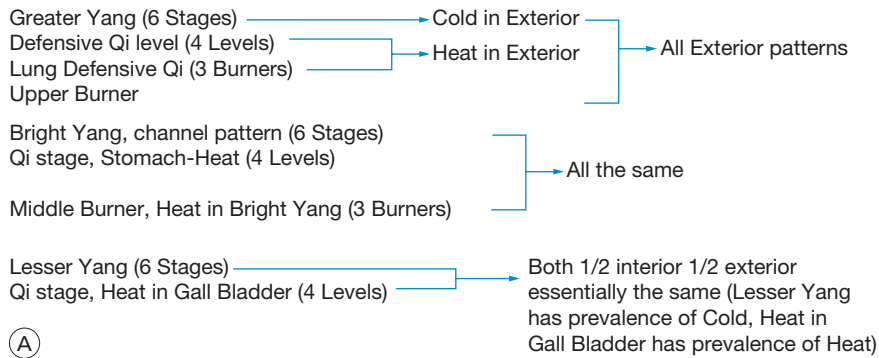 Greater Yang (6 Stages) Cold in Exterior
Defensive Qi level (4 Levels)
Heat in Exterior
All Exterior patterns
Lung Defensive Qi (3 Burners)
Upper Burner
Bright Yang, channel pattern (6 Stages)
Qi stage, Stomach-Heat (4 Levels)
All the same
Middle Burner, Heat in Bright Yang (3 Burners)
Lesser Yang (6 Stages)
Qi stage, Heat in Gall Bladder (4 Levels)
Both 1/2 interior 1/2 exterior
essentially the same (Lesser Yang
has prevalence of Cold, Heat in
Gall Bladder has prevalence of Heat)
A